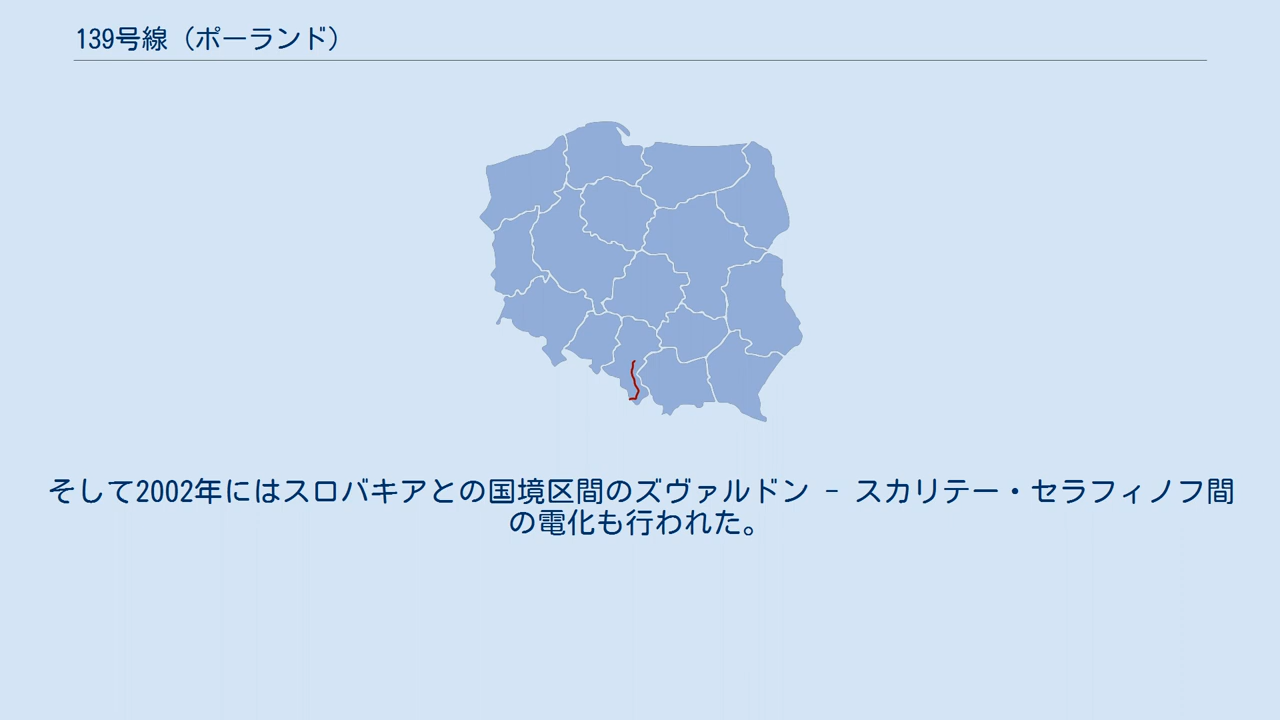 139号線（ポーランド）
そして2002年にはスロバキアとの国境区間のズヴァルドン - スカリテー・セラフィノフ間
の電化も行われた。